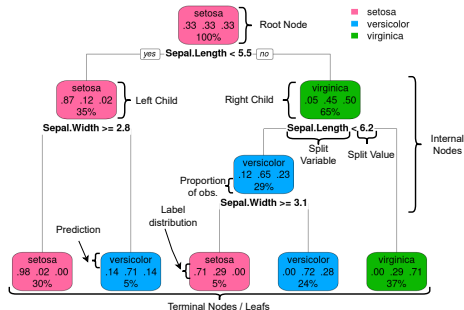 setosa
.33 .33 .33
100%
Root Node
setosa
versicolor
virginica
yes
Sepal.Length < 5.5
no
setosa
.87 .12 .02
35%
Left Child
Right Child
virginica
.05 .45 .50
65%
Sepal.Width >= 2.8
Sepal.Length < 6.2
Internal
Nodes
Split
Variable
Split Value
versicolor
.12 .65 .23
29%
Proportion
of obs.
Sepal.Width >= 3.1
Prediction
Label
distribution
setosa
.98 .02 .00
30%
versicolor
.14 .71 .14
5%
setosa
.71 .29 .00
5%
versicolor
.00 .72 .28
24%
virginica
.00 .29 .71
37%
Terminal Nodes / Leafs